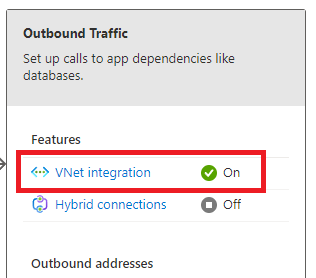 Outbound Traffic
Set up calls to app dependencies like
databases.
Features
VNet integration On
Hybrid connections Off
Outbound addresses